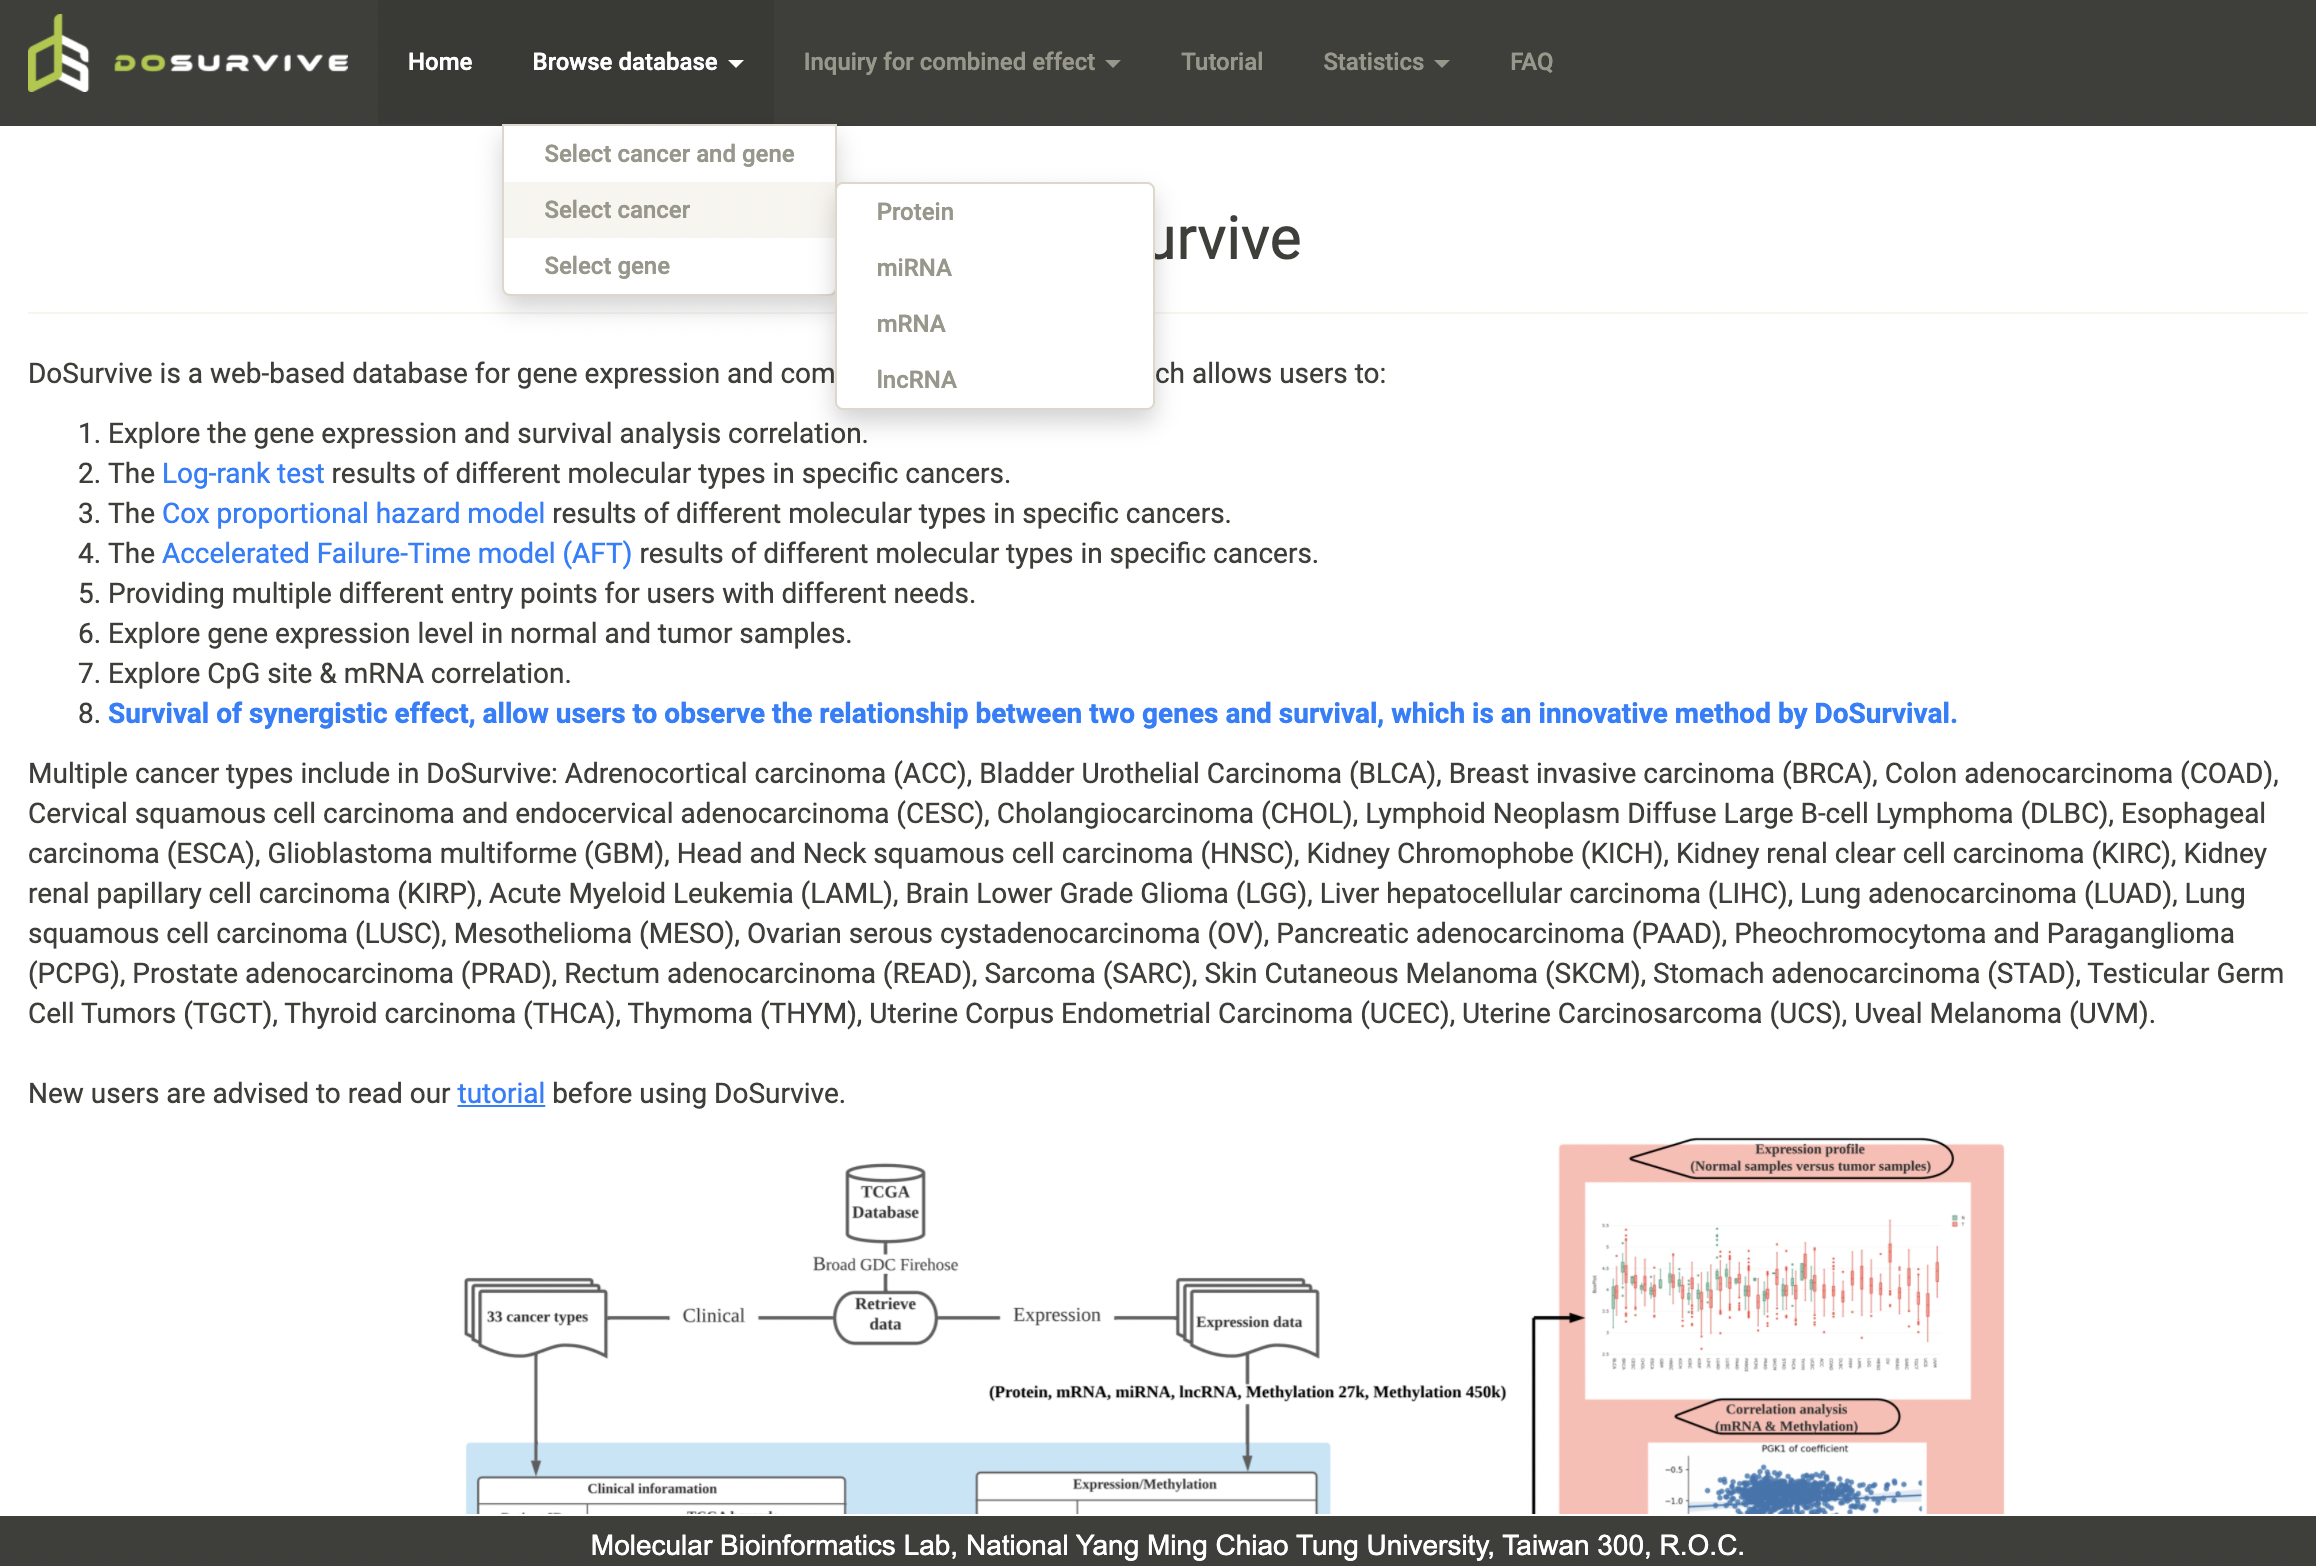 DOSURVIVE Home Browse database Inquiry for combined effect Tutorial Statistics FAQ
Select cancer and gene
Select cancer
Select gene
Protein
miRNA
mRNA
lncRNA
urvive
DoSurvive is a web-based database for gene expression and com ch allows users to:
1. Explore the gene expression and survival analysis correlation.
2. The Log-rank test results of different molecular types in specific cancers.
3. The Cox proportional hazard model results of different molecular types in specific cancers.
4. The Accelerated Failure-Time model (AFT) results of different molecular types in specific cancers.
5. Providing multiple different entry points for users with different needs.
6. Explore gene expression level in normal and tumor samples.
7. Explore CpG site & mRNA correlation.
8. Survival of synergistic effect, allow users to observe the relationship between two genes and survival, which is an innovative method by DoSurvival.
Multiple cancer types include in DoSurvive: Adrenocortical carcinoma (ACC), Bladder Urothelial Carcinoma (BLCA), Breast invasive carcinoma (BRCA), Colon adenocarcinoma (COAD),
Cervical squamous cell carcinoma and endocervical adenocarcinoma (CESC), Cholangiocarcinoma (CHOL), Lymphoid Neoplasm Diffuse Large B-cell Lymphoma (DLBC), Esophageal
carcinoma (ESCA), Glioblastoma multiforme (GBM), Head and Neck squamous cell carcinoma (HNSC), Kidney Chromophobe (KICH), Kidney renal clear cell carcinoma (KIRC), Kidney
renal papillary cell carcinoma (KIRP), Acute Myeloid Leukemia (LAML), Brain Lower Grade Glioma (LGG), Liver hepatocellular carcinoma (LIHC), Lung adenocarcinoma (LUAD), Lung
squamous cell carcinoma (LUSC), Mesothelioma (MESO), Ovarian serous cystadenocarcinoma (OV), Pancreatic adenocarcinoma (PAAD), Pheochromocytoma and Paraganglioma
(PCPG), Prostate adenocarcinoma (PRAD), Rectum adenocarcinoma (READ), Sarcoma (SARC), Skin Cutaneous Melanoma (SKCM), Stomach adenocarcinoma (STAD), Testicular Germ
Cell Tumors (TGCT), Thyroid carcinoma (THCA), Thymoma (THYM), Uterine Corpus Endometrial Carcinoma (UCEC), Uterine Carcinosarcoma (UCS), Uveal Melanoma (UVM).
New users are advised to read our tutorial before using DoSurvive.
TCGA
Database
Broad GDC Firehose
33 cancer types
Clinical
Retrieve
data
Expression
Expression data
(Protein, mRNA, miRNA, lncRNA, Methylation 27k, Methylation 450k)
Clinical inforamation
Expression/Methylation
Expression profile
(Normal samples versus tumor samples)
Correlation analysis
(mRNA & Methylation)
PGK1 of coefficient
−0.5
−1.0
Molecular Bioinformatics Lab, National Yang Ming Chiao Tung University, Taiwan 300, R.O.C.